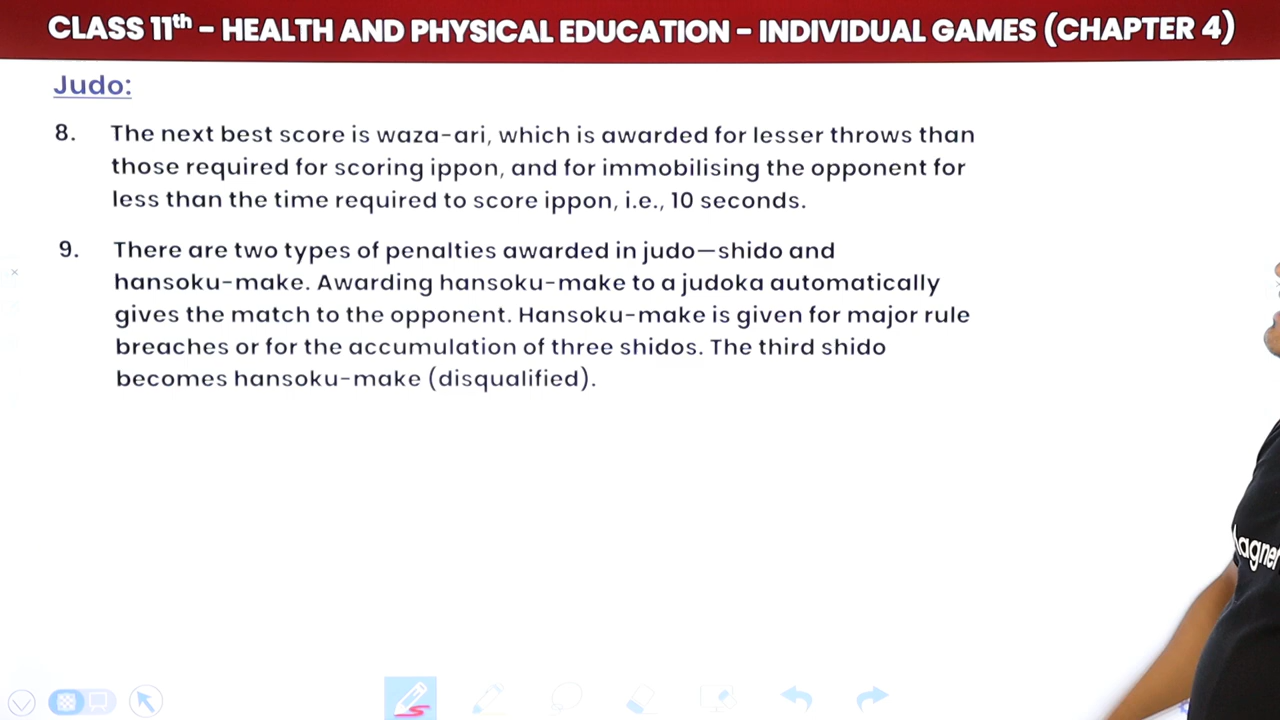 CLASS 11th – HEALTH AND PHYSICAL EDUCATION – INDIVIDUAL GAMES (CHAPTER 4)
Judo:
8. The next best score is waza-ari, which is awarded for lesser throws than
those required for scoring ippon, and for immobilising the opponent for
less than the time required to score ippon, i.e., 10 seconds.
9. There are two types of penalties awarded in judo—shido and
hansoku-make. Awarding hansoku-make to a judoka automatically
gives the match to the opponent. Hansoku-make is given for major rule
breaches or for the accumulation of three shidos. The third shido
becomes hansoku-make (disqualified).